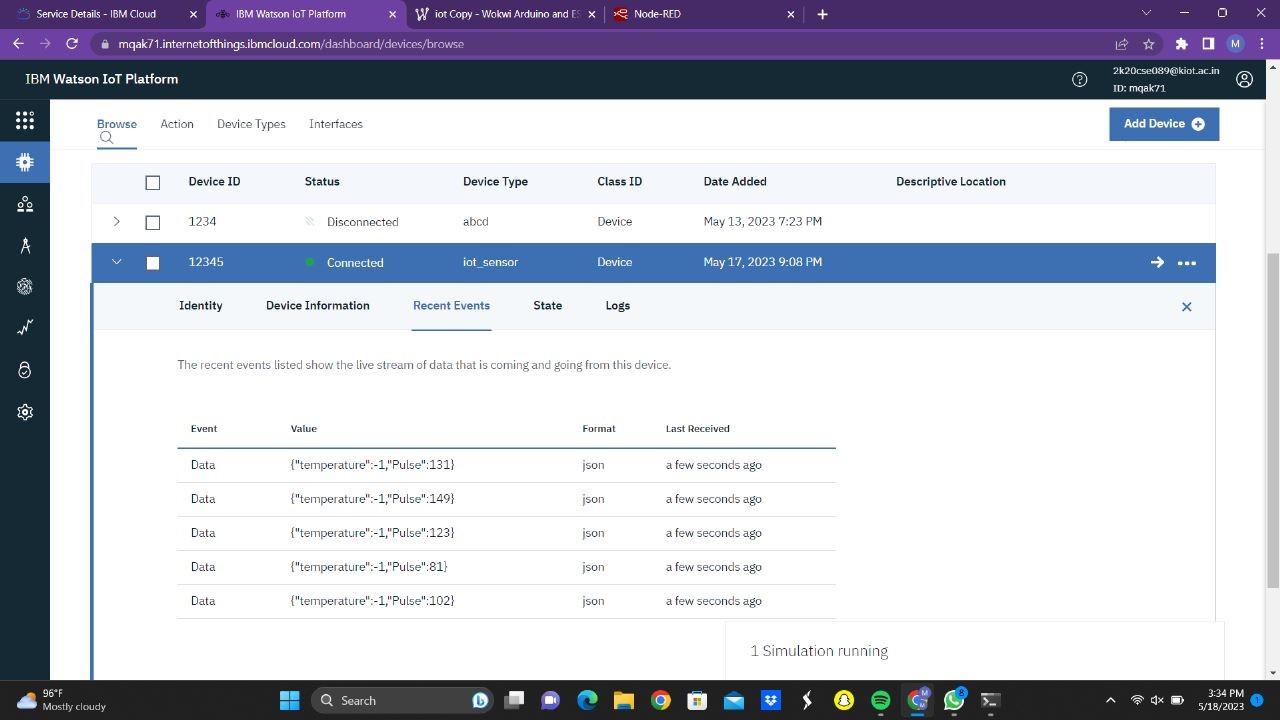 Service Details - IBM Cloud
IBM Watson IoT Platform
iot Copy - Wokwi Arduino and ES
Node-RED
mqak71.internetofthings.ibmcloud.com/dashboard/devices/browse
M
IBM Watson IoT Platform
2k20cse089@kiot.ac.in
ID: mqak71
Browse Action Device Types Interfaces
Add Device
Device ID Status Device Type Class ID Date Added Descriptive Location
1234 Disconnected abcd Device May 13, 2023 7:23 PM
12345 Connected iot_sensor Device May 17, 2023 9:08 PM
Identity Device Information Recent Events State Logs
The recent events listed show the live stream of data that is coming and going from this device.
Event Value Format Last Received
Data {"temperature":-1,"Pulse":131} json a few seconds ago
Data {"temperature":-1,"Pulse":149} json a few seconds ago
Data {"temperature":-1,"Pulse":123} json a few seconds ago
Data {"temperature":-1,"Pulse":81} json a few seconds ago
Data {"temperature":-1,"Pulse":102} json a few seconds ago
1 Simulation running
96°F
Mostly cloudy
Search
M
8
3:34 PM
5/18/2023
1